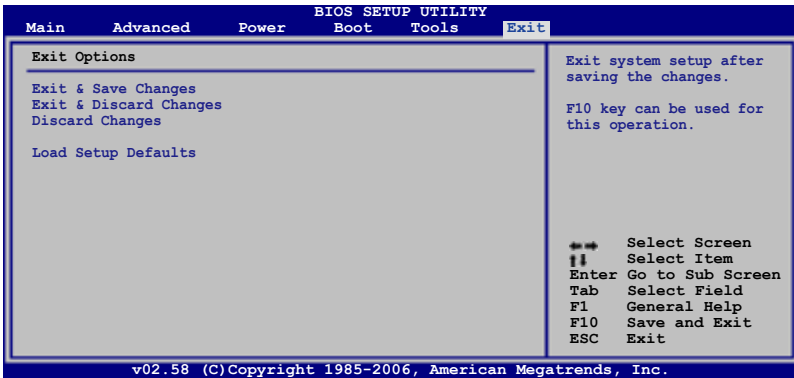 BIOS SETUP UTILITY
Main Advanced Power Boot Tools Exit
Exit Options
Exit & Save Changes
Exit & Discard Changes
Discard Changes
Load Setup Defaults
Exit system setup after
saving the changes.
F10 key can be used for
this operation.
←→ Select Screen
↑↓ Select Item
Enter Go to Sub Screen
Tab Select Field
F1 General Help
F10 Save and Exit
ESC Exit
v02.58 (C)Copyright 1985-2006, American Megatrends, Inc.